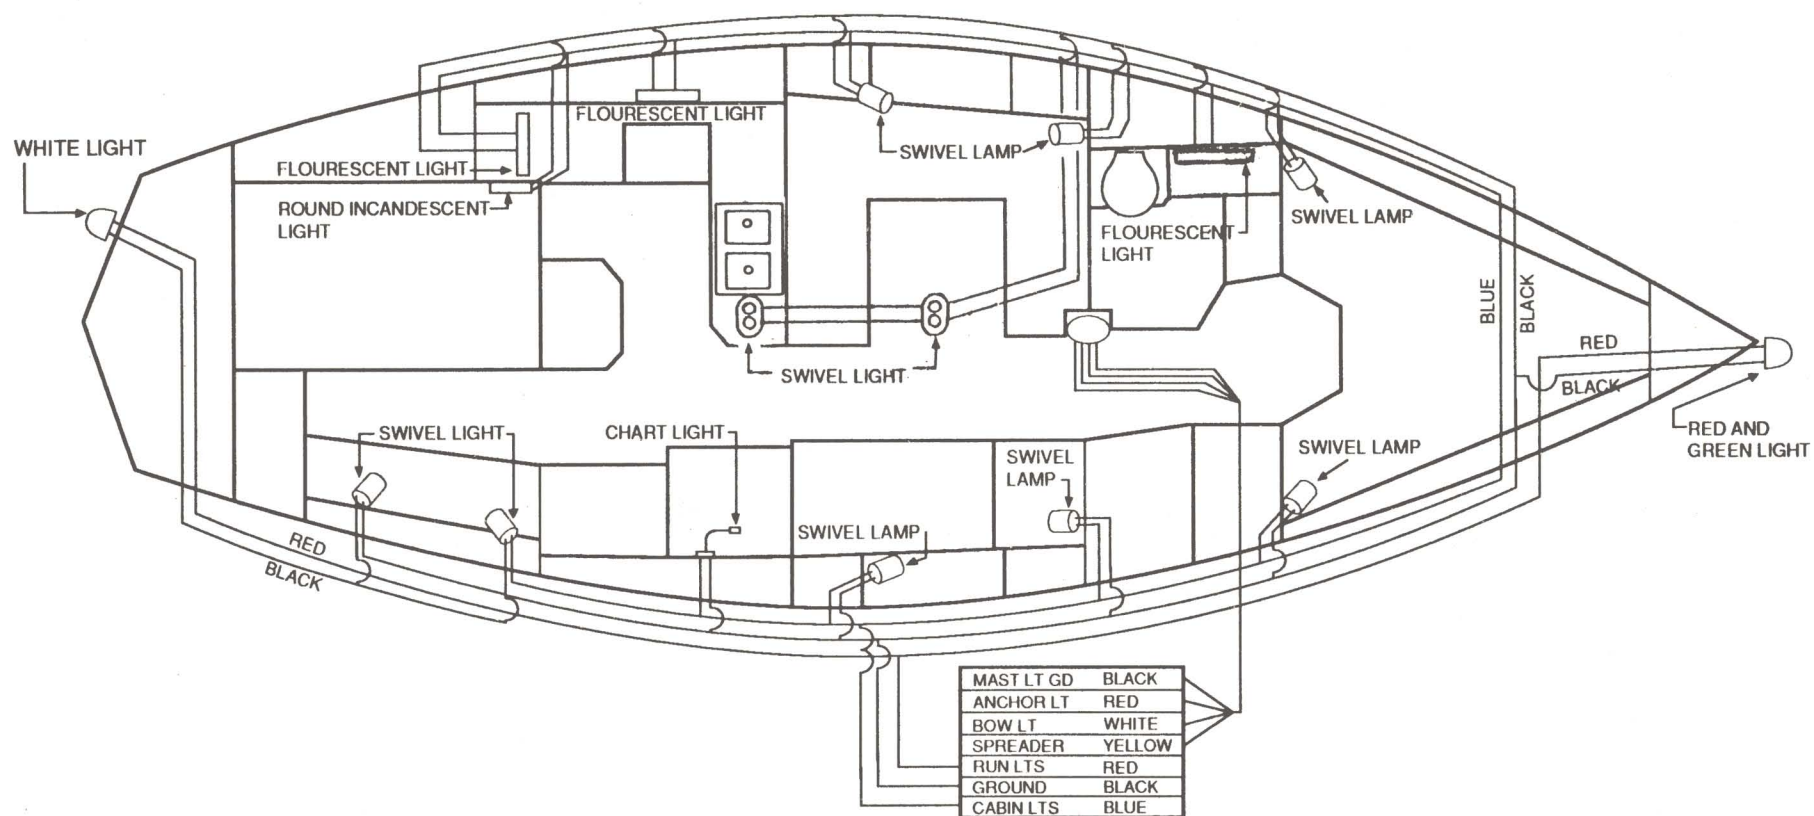 WHITE LIGHT
FLOURESCENT LIGHT
FLOURESCENT LIGHT
ROUND INCANDESCENT
LIGHT
SWIVEL LAMP
SWIVEL LAMP
FLOURESCENT
LIGHT
BLUE
BLACK
RED
BLACK
RED AND
GREEN LIGHT
SWIVEL LIGHT
SWIVEL LIGHT
CHART LIGHT
SWIVEL
LAMP
SWIVEL LAMP
SWIVEL LAMP
RED
BLACK
MAST LT GD BLACK
ANCHOR LT RED
BOW LT WHITE
SPREADER YELLOW
RUN LTS RED
GROUND BLACK
CABIN LTS BLUE